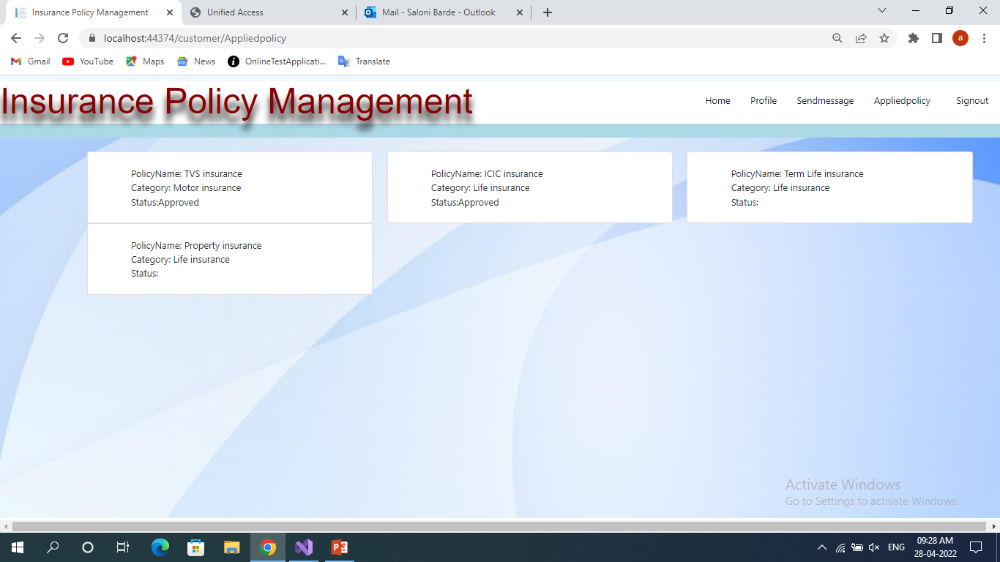 Insurance Policy Management
Unified Access
Mail - Saloni Barde - Outlook
localhost:44374/customer/Appliedpolicy
a
Gmail
YouTube
Maps
News
OnlineTestApplicati...
Translate
Insurance Policy Management
Home
Profile
Sendmessage
Appliedpolicy
Signout
PolicyName: TVS insurance
Category: Motor insurance
Status:Approved
PolicyName: ICIC insurance
Category: Life insurance
Status:Approved
PolicyName: Term Life insurance
Category: Life insurance
Status:
PolicyName: Property insurance
Category: Life insurance
Status:
Activate Windows
Go to Settings to activate Windows.
ENG
09:28 AM
28-04-2022